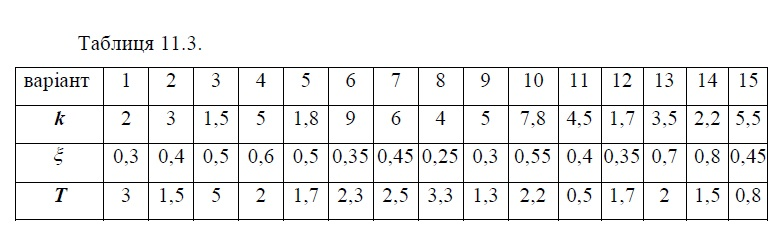 Таблиця 11.3.
варіант 1 2 3 4 5 6 7 8 9 10 11 12 13 14 15
k 2 3 1,5 5 1,8 9 6 4 5 7,8 4,5 1,7 3,5 2,2 5,5
ξ 0,3 0,4 0,5 0,6 0,5 0,35 0,45 0,25 0,3 0,55 0,4 0,35 0,7 0,8 0,45
T 3 1,5 5 2 1,7 2,3 2,5 3,3 1,3 2,2 0,5 1,7 2 1,5 0,8